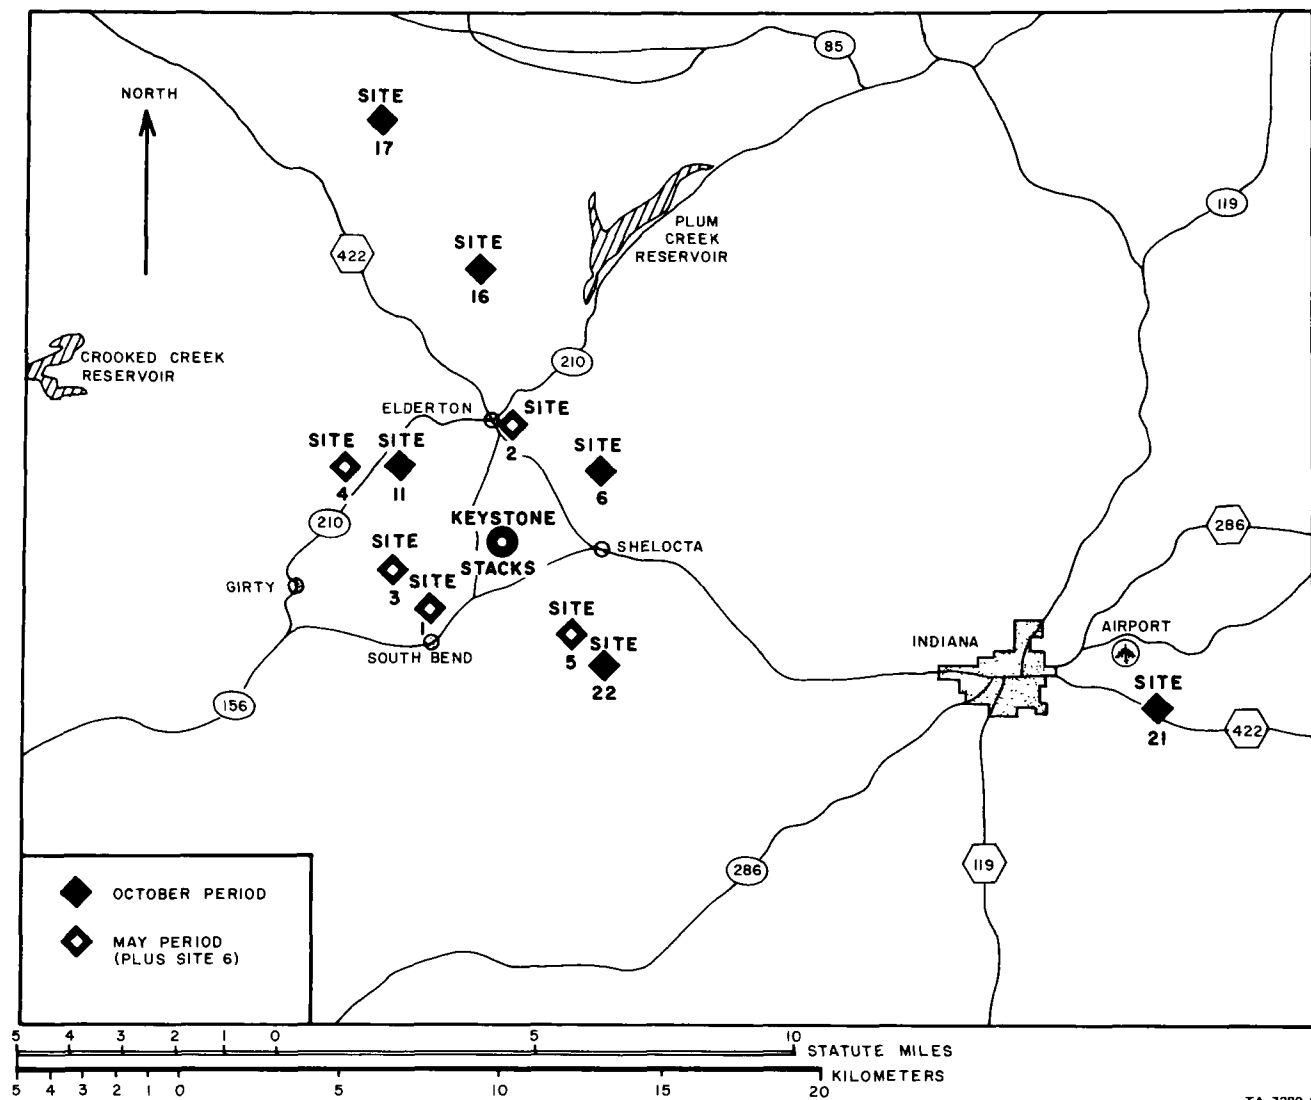 85
NORTH
SITE
17
119
PLUM
CREEK
RESERVOIR
SITE
16
422
CROOKED CREEK
RESERVOIR
210
ELDERTON
SITE
2
SITE
4
SITE
11
6
SITE
210
KEYSTONE
STACKS
SHELOCTA
286
SITE
3
GIRTY
SITE
1
SOUTH BEND
SITE
5
SITE
22
INDIANA
AIRPORT
SITE
21
156
422
286
119
OCTOBER PERIOD
MAY PERIOD
(PLUS SITE 6)
5 4 3 2 1 0 5 10
STATUTE MILES
KILOMETERS
5 4 3 2 1 0 5 10 15 20